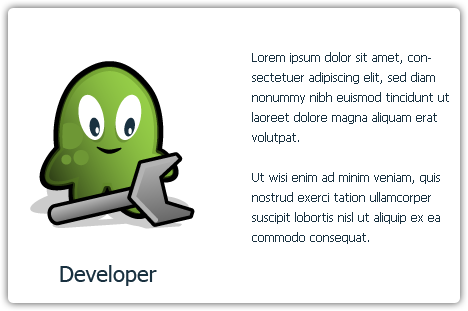 Lorem ipsum dolor sit amet, con-
sectetuer adipiscing elit, sed diam
nonummy nibh euismod tincidunt ut
laoreet dolore magna aliquam erat
volutpat.
Ut wisi enim ad minim veniam, quis
nostrud exerci tation ullamcorper
suscipit lobortis nisl ut aliquip ex ea
commodo consequat.
Developer